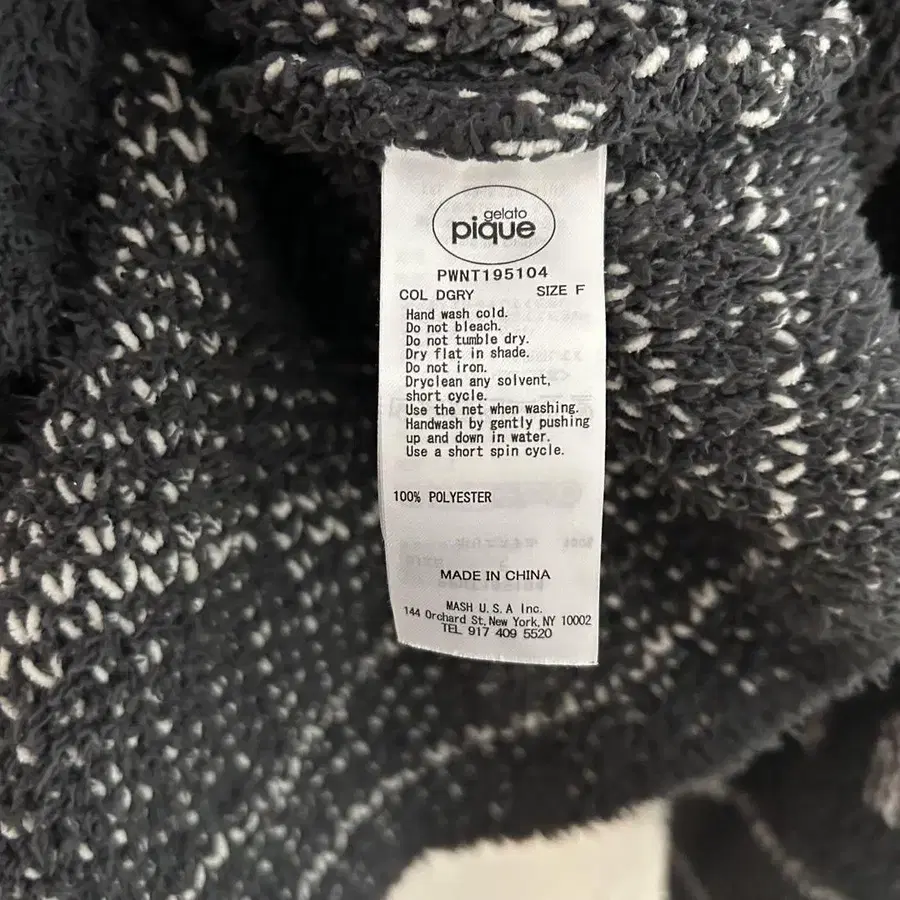 gelato
pique
PWNT195104
COL DGRY SIZE F
Hand wash cold.
Do not bleach.
Do not tumble dry.
Dry flat in shade.
Do not iron.
Dryclean any solvent,
short cycle.
Use the net when washing.
Handwash by gently pushing
up and down in water.
Use a short spin cycle.
100% POLYESTER
MADE IN CHINA
MASH U.S.A Inc.
144 Orchard St, New York, NY 10002
TEL 917 409 5520